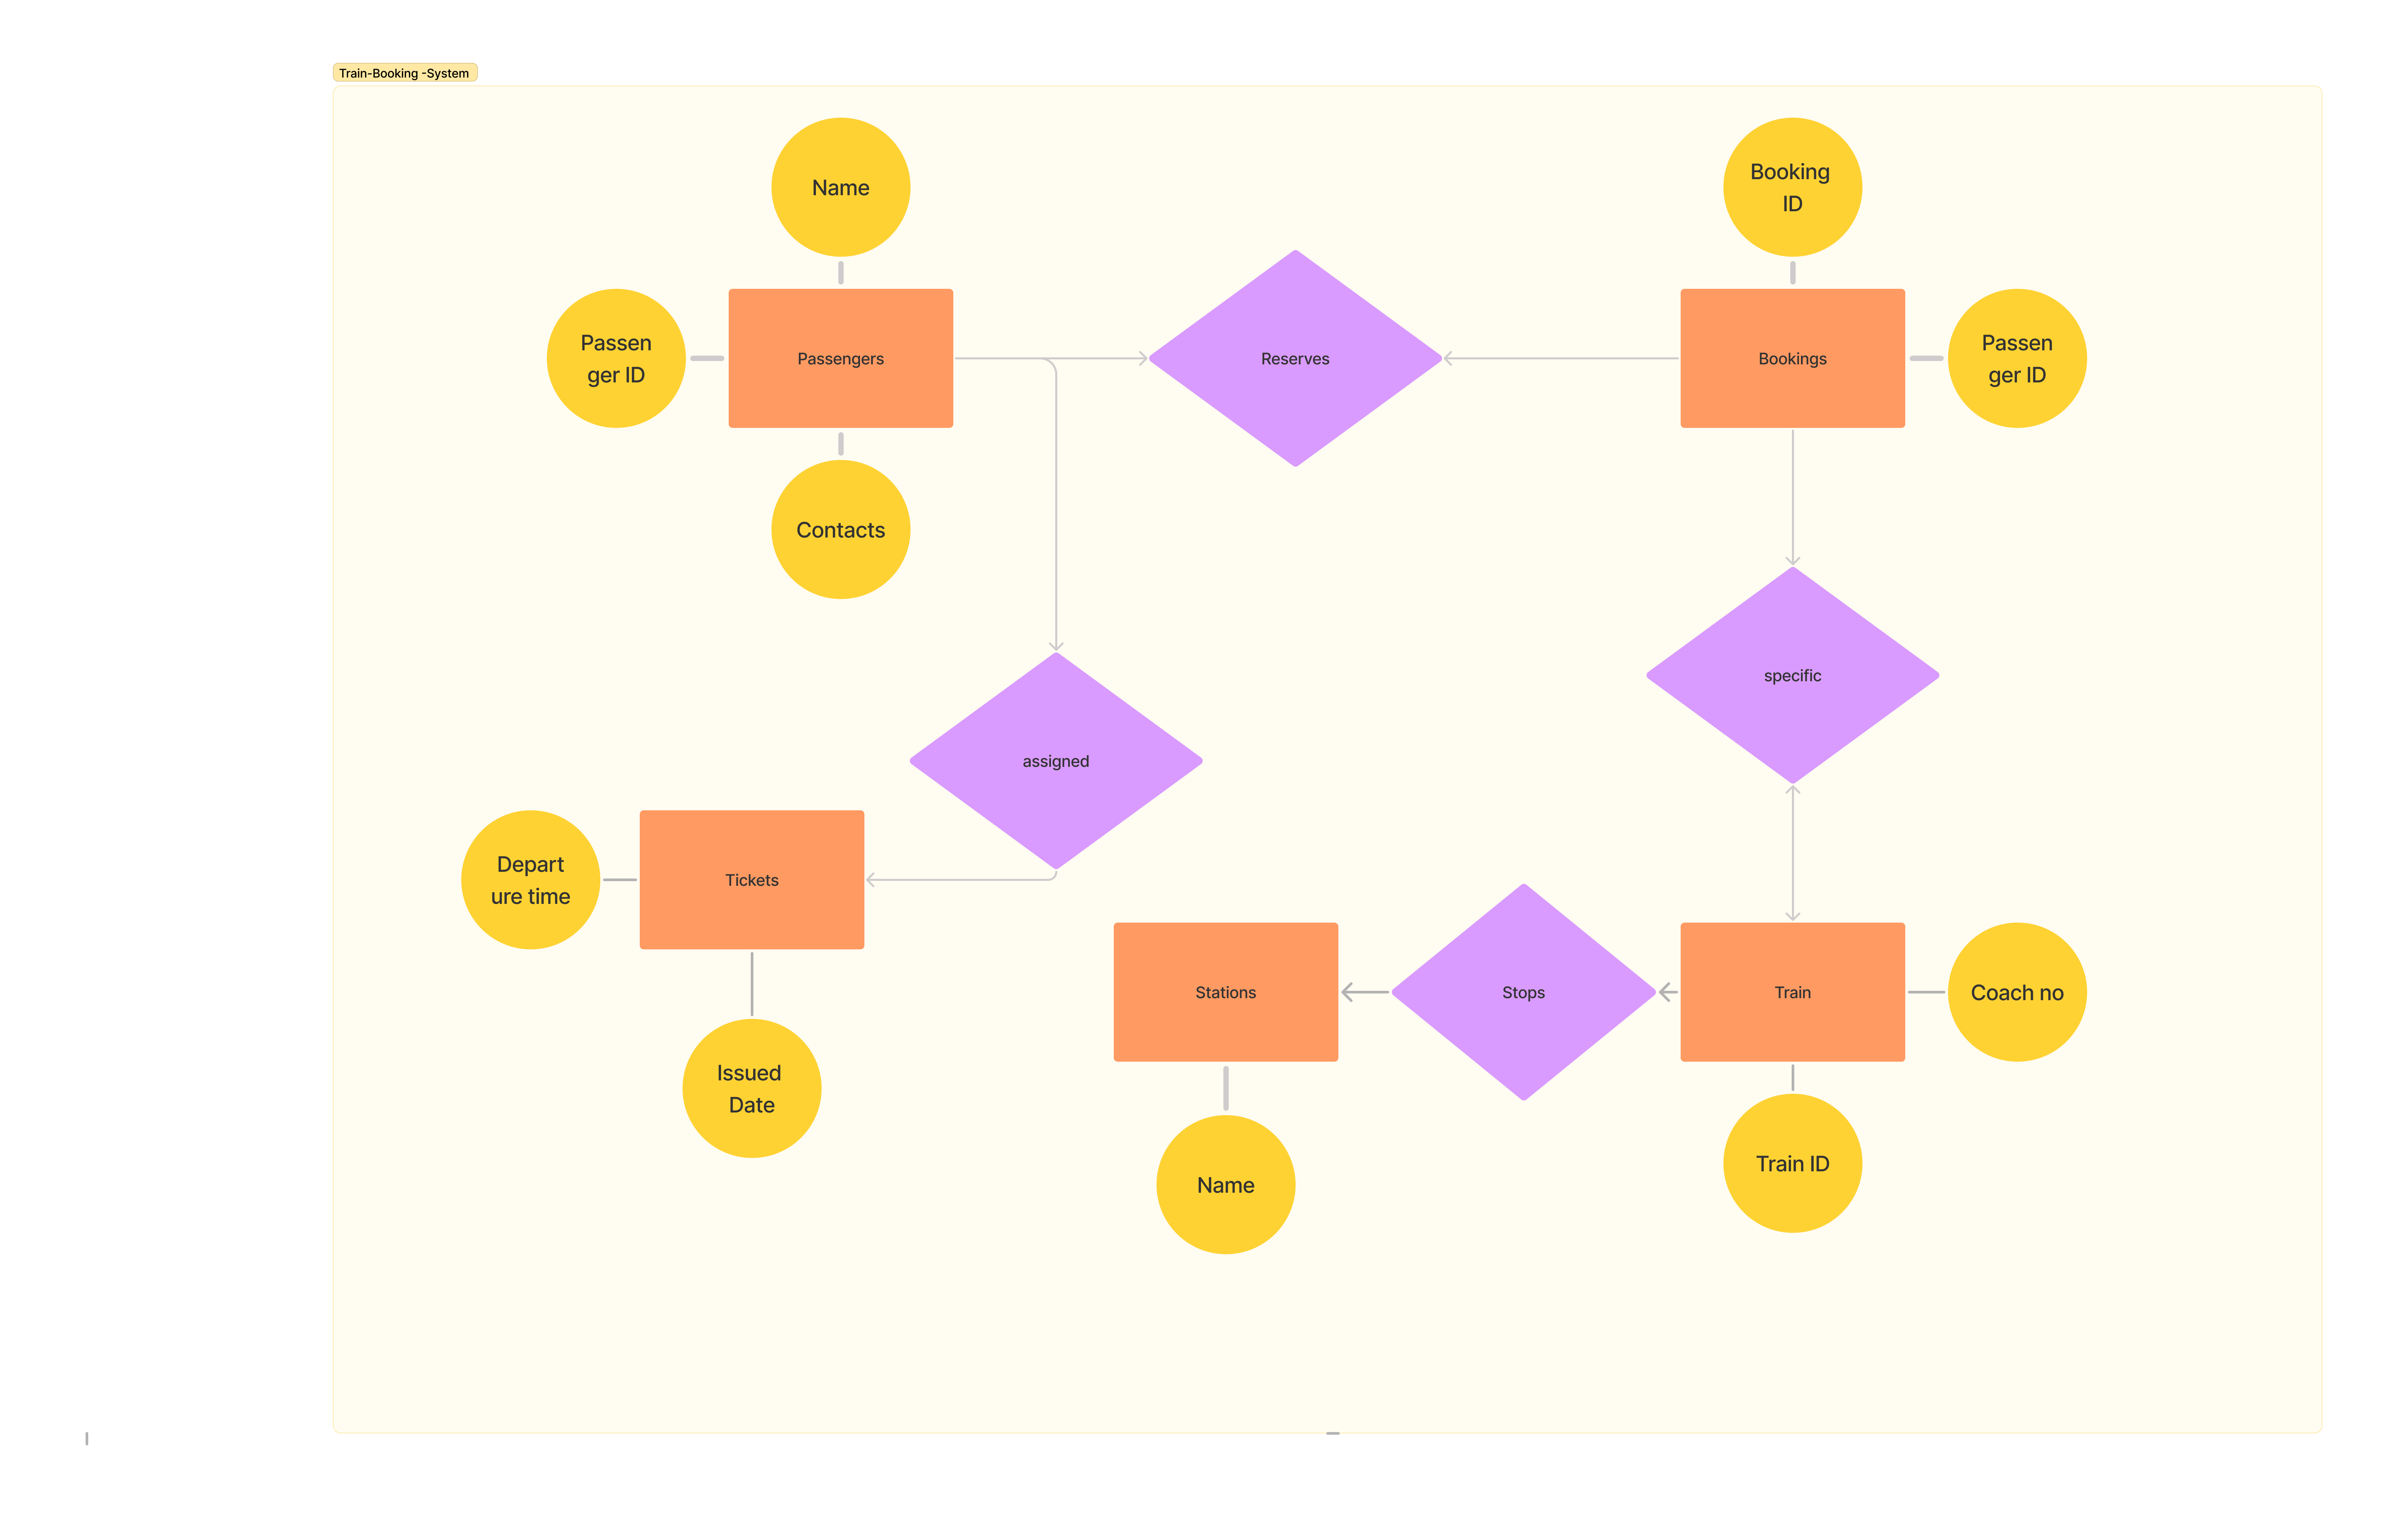 Train-Booking -System
Name
Booking
ID
Passen
ger ID
Passengers
Reserves
Bookings
Passen
ger ID
Contacts
specific
assigned
Depart
ure time
Tickets
Stations
Stops
Train
Coach no
Issued
Date
Name
Train ID